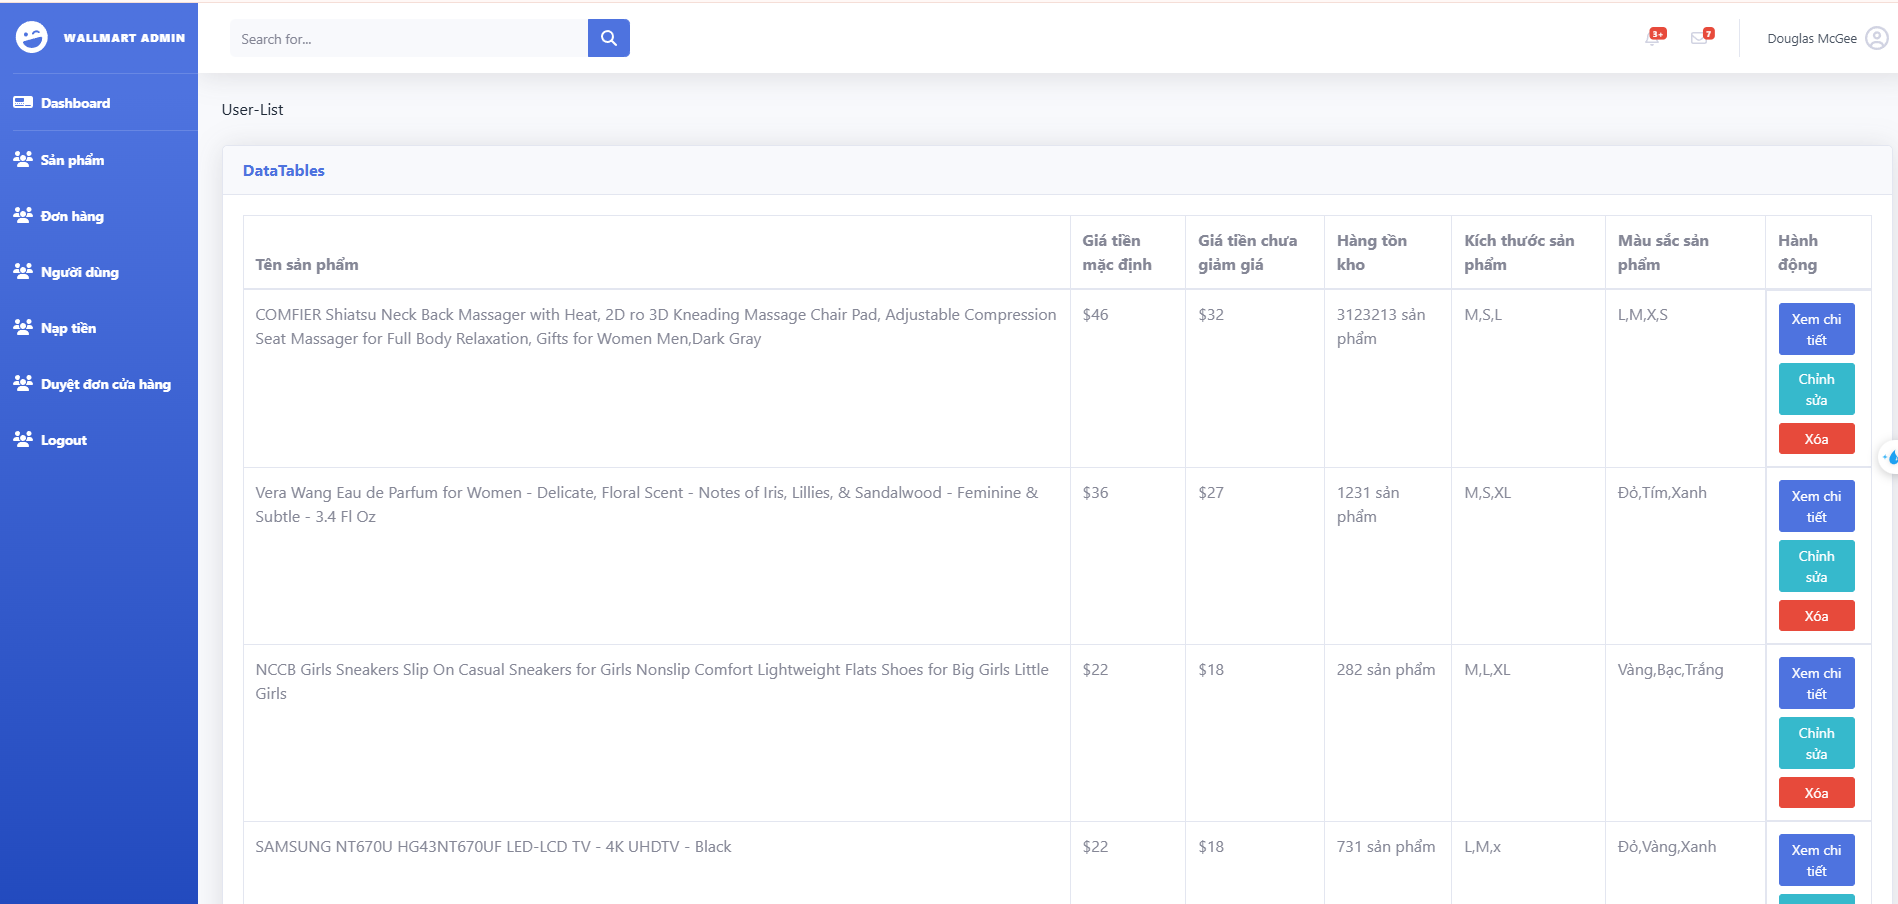 WALLMART ADMIN
Search for...
3+
7
Douglas McGee
Dashboard
Sản phẩm
Đơn hàng
Người dùng
Nạp tiền
Duyệt đơn cửa hàng
Logout
User-List
DataTables
Tên sản phẩm
Giá tiền
mặc định
Giá tiền chưa
giảm giá
Hàng tồn
kho
Kích thước sản
phẩm
Màu sắc sản
phẩm
Hành
động
COMFIER Shiatsu Neck Back Massager with Heat, 2D ro 3D Kneading Massage Chair Pad, Adjustable Compression
Seat Massager for Full Body Relaxation, Gifts for Women Men,Dark Gray
$46
$32
3123213 sản
phẩm
M,S,L
L,M,X,S
Xem chi
tiết
Chỉnh
sửa
Xóa
Vera Wang Eau de Parfum for Women - Delicate, Floral Scent - Notes of Iris, Lillies, & Sandalwood - Feminine &
Subtle - 3.4 Fl Oz
$36
$27
1231 sản
phẩm
M,S,XL
Đỏ,Tím,Xanh
Xem chi
tiết
Chỉnh
sửa
Xóa
NCCB Girls Sneakers Slip On Casual Sneakers for Girls Nonslip Comfort Lightweight Flats Shoes for Big Girls Little
Girls
$22
$18
282 sản phẩm
M,L,XL
Vàng,Bạc,Trắng
Xem chi
tiết
Chỉnh
sửa
Xóa
SAMSUNG NT670U HG43NT670UF LED-LCD TV - 4K UHDTV - Black
$22
$18
731 sản phẩm
L,M,x
Đỏ,Vàng,Xanh
Xem chi
tiết